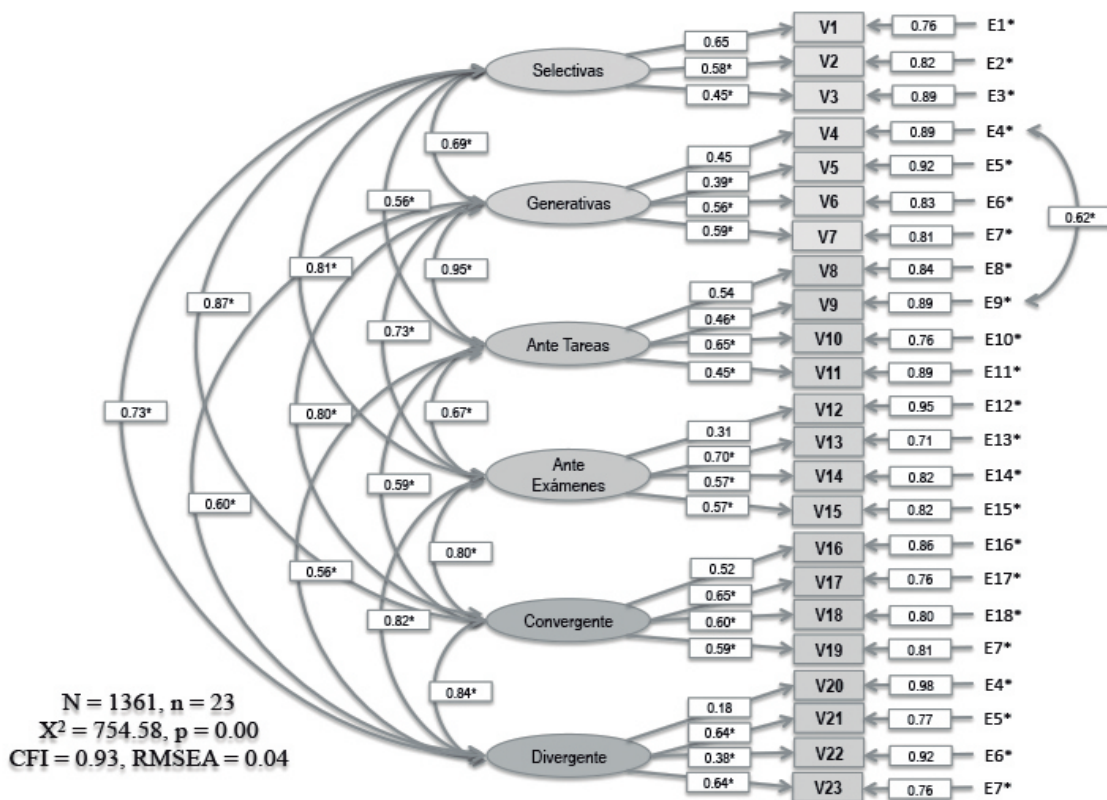 0.65 V1 0.76 E1*
Selectivas 0.58* V2 0.82 E2*
0.45* V3 0.89 E3*
0.69* 0.45 V4 0.89 E4*
0.39* V5 0.92 E5*
0.56* Generativas 0.56* V6 0.83 E6*
0.59* V7 0.81 E7*
0.62*
0.81* 0.95* 0.54 V8 0.84 E8*
0.87* 0.46* V9 0.89 E9*
0.73* Ante Tareas 0.65* V10 0.76 E10*
0.45* V11 0.89 E11*
0.73* 0.80* 0.67* 0.31 V12 0.95 E12*
0.70* V13 0.71 E13*
Ante
Exámenes
0.59* 0.57* V14 0.82 E14*
0.60* 0.57* V15 0.82 E15*
0.80* 0.52 V16 0.86 E16*
0.56* 0.65* V17 0.76 E17*
0.82* Convergente 0.60* V18 0.80 E18*
0.59* V19 0.81 E7*
0.84* 0.18 V20 0.98 E4*
0.64* V21 0.77 E5*
Divergente 0.38* V22 0.92 E6*
0.64* V23 0.76 E7*
N = 1361, n = 23
X² = 754.58, p = 0.00
CFI = 0.93, RMSEA = 0.04